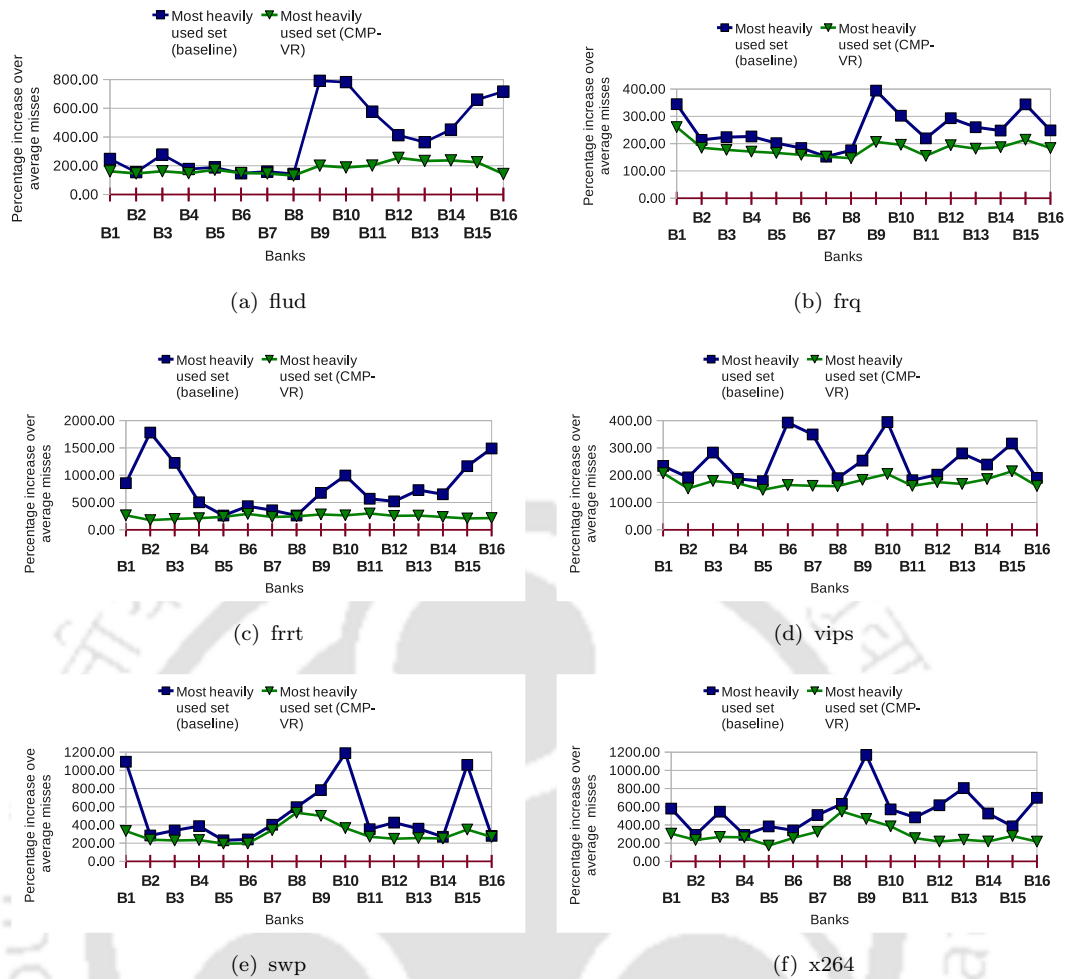 Most heavily used set (baseline)
Most heavily used set (CMP-VR)
Percentage increase over average misses
800.00
600.00
400.00
200.00
0.00
B2 B4 B6 B8 B10 B12 B14 B16
B1 B3 B5 B7 B9 B11 B13 B15
Banks
(a) flud
Most heavily used set (baseline)
Most heavily used set (CMP-VR)
Percentage increase over average misses
400.00
300.00
200.00
100.00
0.00
B2 B4 B6 B8 B10 B12 B14 B16
B1 B3 B5 B7 B9 B11 B13 B15
Banks
(b) frq
Most heavily used set (baseline)
Most heavily used set (CMP-VR)
Percentage increase over average misses
2000.00
1500.00
1000.00
500.00
0.00
B2 B4 B6 B8 B10 B12 B14 B16
B1 B3 B5 B7 B9 B11 B13 B15
Banks
(c) frrt
Most heavily used set (baseline)
Most heavily used set (CMP-VR)
Percentage increase over average misses
400.00
300.00
200.00
100.00
0.00
B2 B4 B6 B8 B10 B12 B14 B16
B1 B3 B5 B7 B9 B11 B13 B15
Banks
(d) vips
Most heavily used set (baseline)
Most heavily used set (CMP-VR)
Percentage increase ove average misses
1200.00
1000.00
800.00
600.00
400.00
200.00
0.00
B2 B4 B6 B8 B10 B12 B14 B16
B1 B3 B5 B7 B9 B11 B13 B15
Banks
(e) swp
Most heavily used set (baseline)
Most heavily used set (CMP-VR)
Percentage increase over average misses
1200.00
1000.00
800.00
600.00
400.00
200.00
0.00
B2 B4 B6 B8 B10 B12 B14 B16
B1 B3 B5 B7 B9 B11 B13 B15
Banks
(f) x264